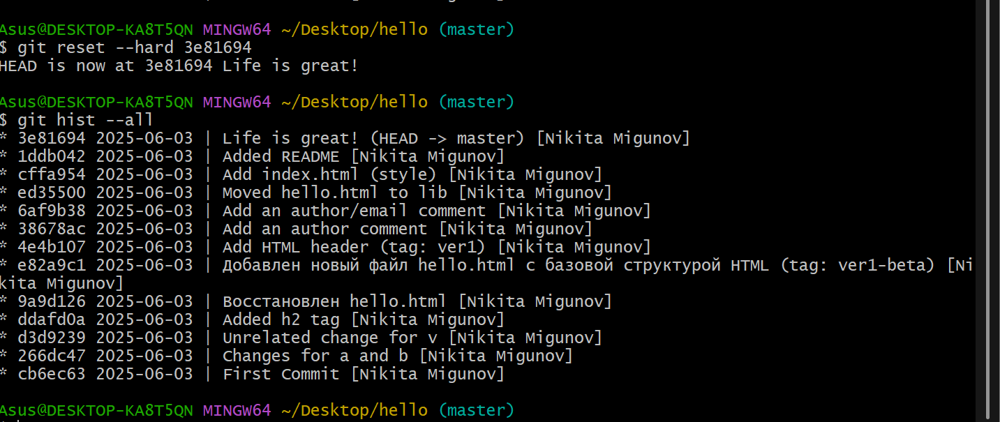 Asus@DESKTOP-KA8T5QN MINGW64 ~/Desktop/hello (master)
$ git reset --hard 3e81694
HEAD is now at 3e81694 Life is great!
Asus@DESKTOP-KA8T5QN MINGW64 ~/Desktop/hello (master)
$ git hist --all
* 3e81694 2025-06-03 | Life is great! (HEAD -> master) [Nikita Migunov]
* 1ddb042 2025-06-03 | Added README [Nikita Migunov]
* cffa954 2025-06-03 | Add index.html (style) [Nikita Migunov]
* ed35500 2025-06-03 | Moved hello.html to lib [Nikita Migunov]
* 6af9b38 2025-06-03 | Add an author/email comment [Nikita Migunov]
* 38678ac 2025-06-03 | Add an author comment [Nikita Migunov]
* 4e4b107 2025-06-03 | Add HTML header (tag: ver1) [Nikita Migunov]
* e82a9c1 2025-06-03 | Добавлен новый файл hello.html с базовой структурой HTML (tag: ver1-beta) [Ni
kita Migunov]
* 9a9d126 2025-06-03 | Восстановлен hello.html [Nikita Migunov]
* ddafd0a 2025-06-03 | Added h2 tag [Nikita Migunov]
* d3d9239 2025-06-03 | Unrelated change for v [Nikita Migunov]
* 266dc47 2025-06-03 | Changes for a and b [Nikita Migunov]
* cb6ec63 2025-06-03 | First Commit [Nikita Migunov]
Asus@DESKTOP-KA8T5QN MINGW64 ~/Desktop/hello (master)